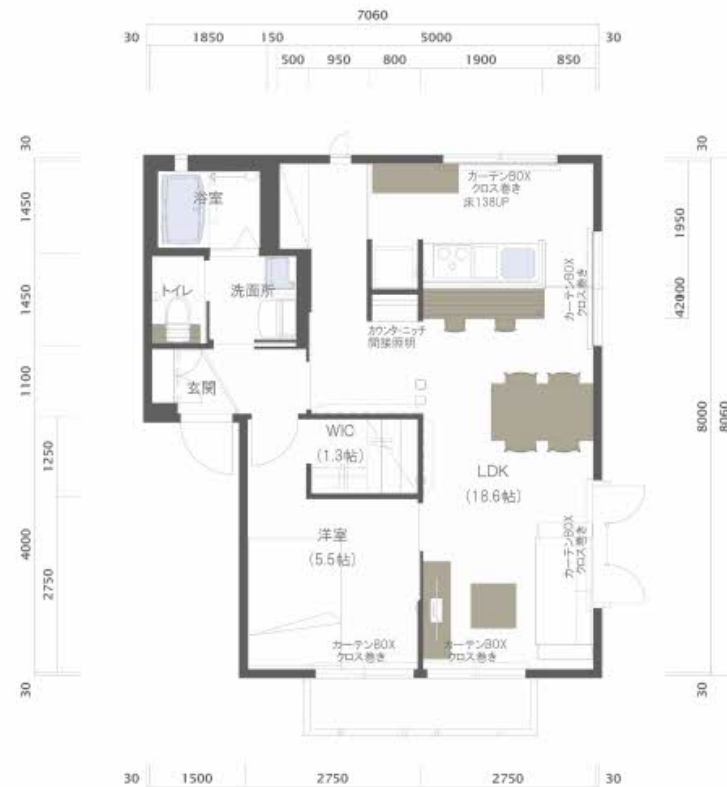 7060
30 1850 150 5000 30
500 950 800 1900 850
30
1450
1450
1100
1250
4000
2750
30
30
1950
8000
8060
30
浴室
カーテンBOX
クロス巻き
床138UP
トイレ
洗面所
カーテンBOX
クロス巻き
カウンターニッチ
間接照明
玄関
WIC
(1.3帖)
LDK
(18.6帖)
洋室
(5.5帖)
カーテンBOX
クロス巻き
カーテンBOX
クロス巻き
カーテンBOX
クロス巻き
30 1500 2750 2750 30